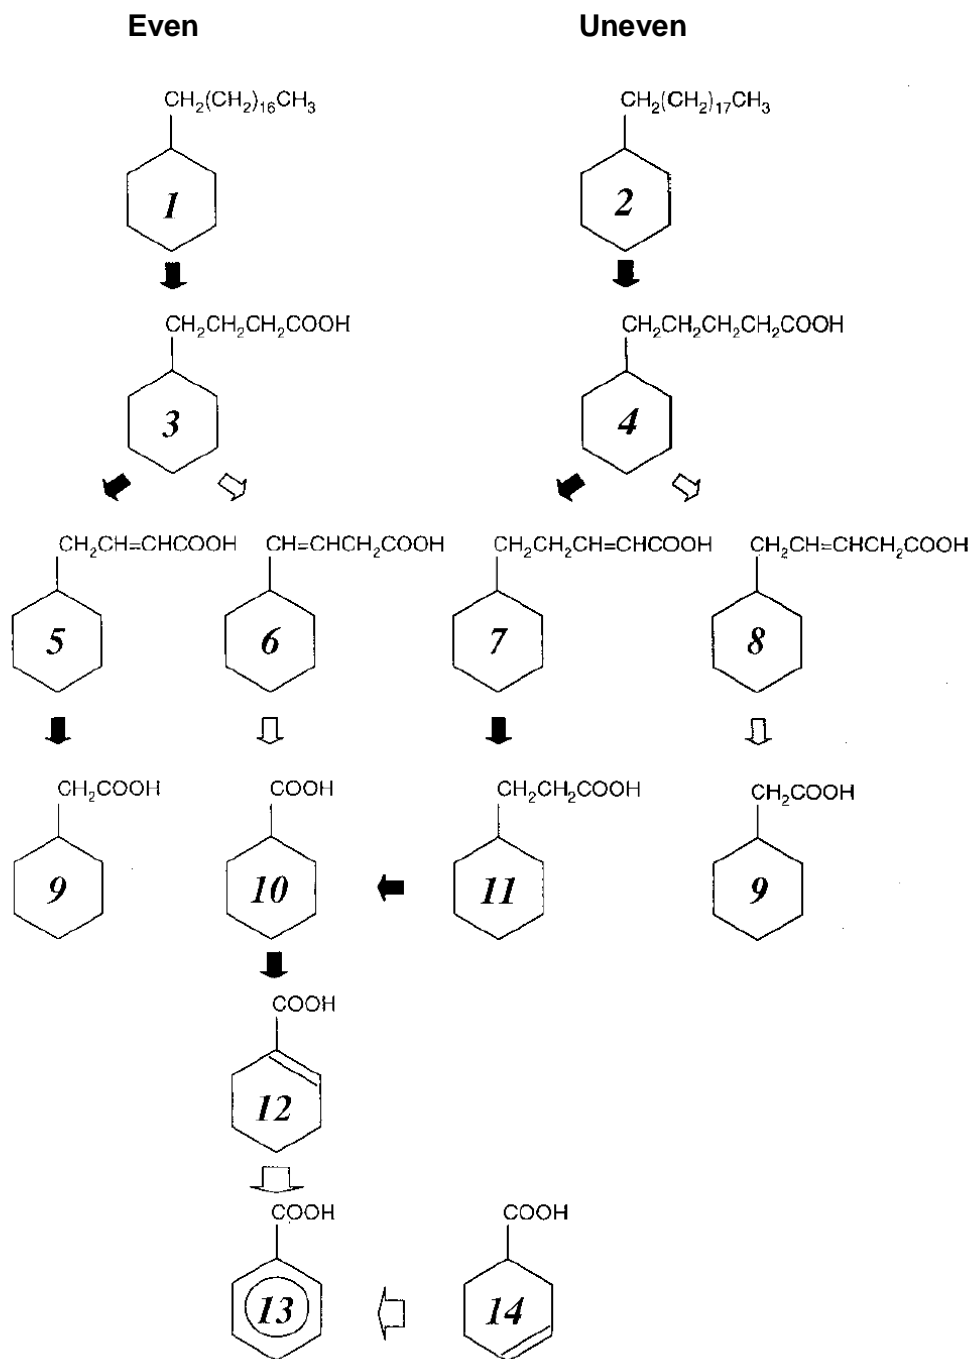 Even Uneven
CH₂(CH₂)₁₆CH₃ CH₂(CH₂)₁₇CH₃
1 2
CH₂CH₂CH₂COOH CH₂CH₂CH₂CH₂COOH
3 4
CH₂CH=CHCOOH CH=CHCH₂COOH CH₂CH₂CH=CHCOOH CH₂CH=CHCH₂COOH
5 6 7 8
CH₂COOH COOH CH₂CH₂COOH CH₂COOH
9 10 11 9
COOH
12
COOH COOH
13 14